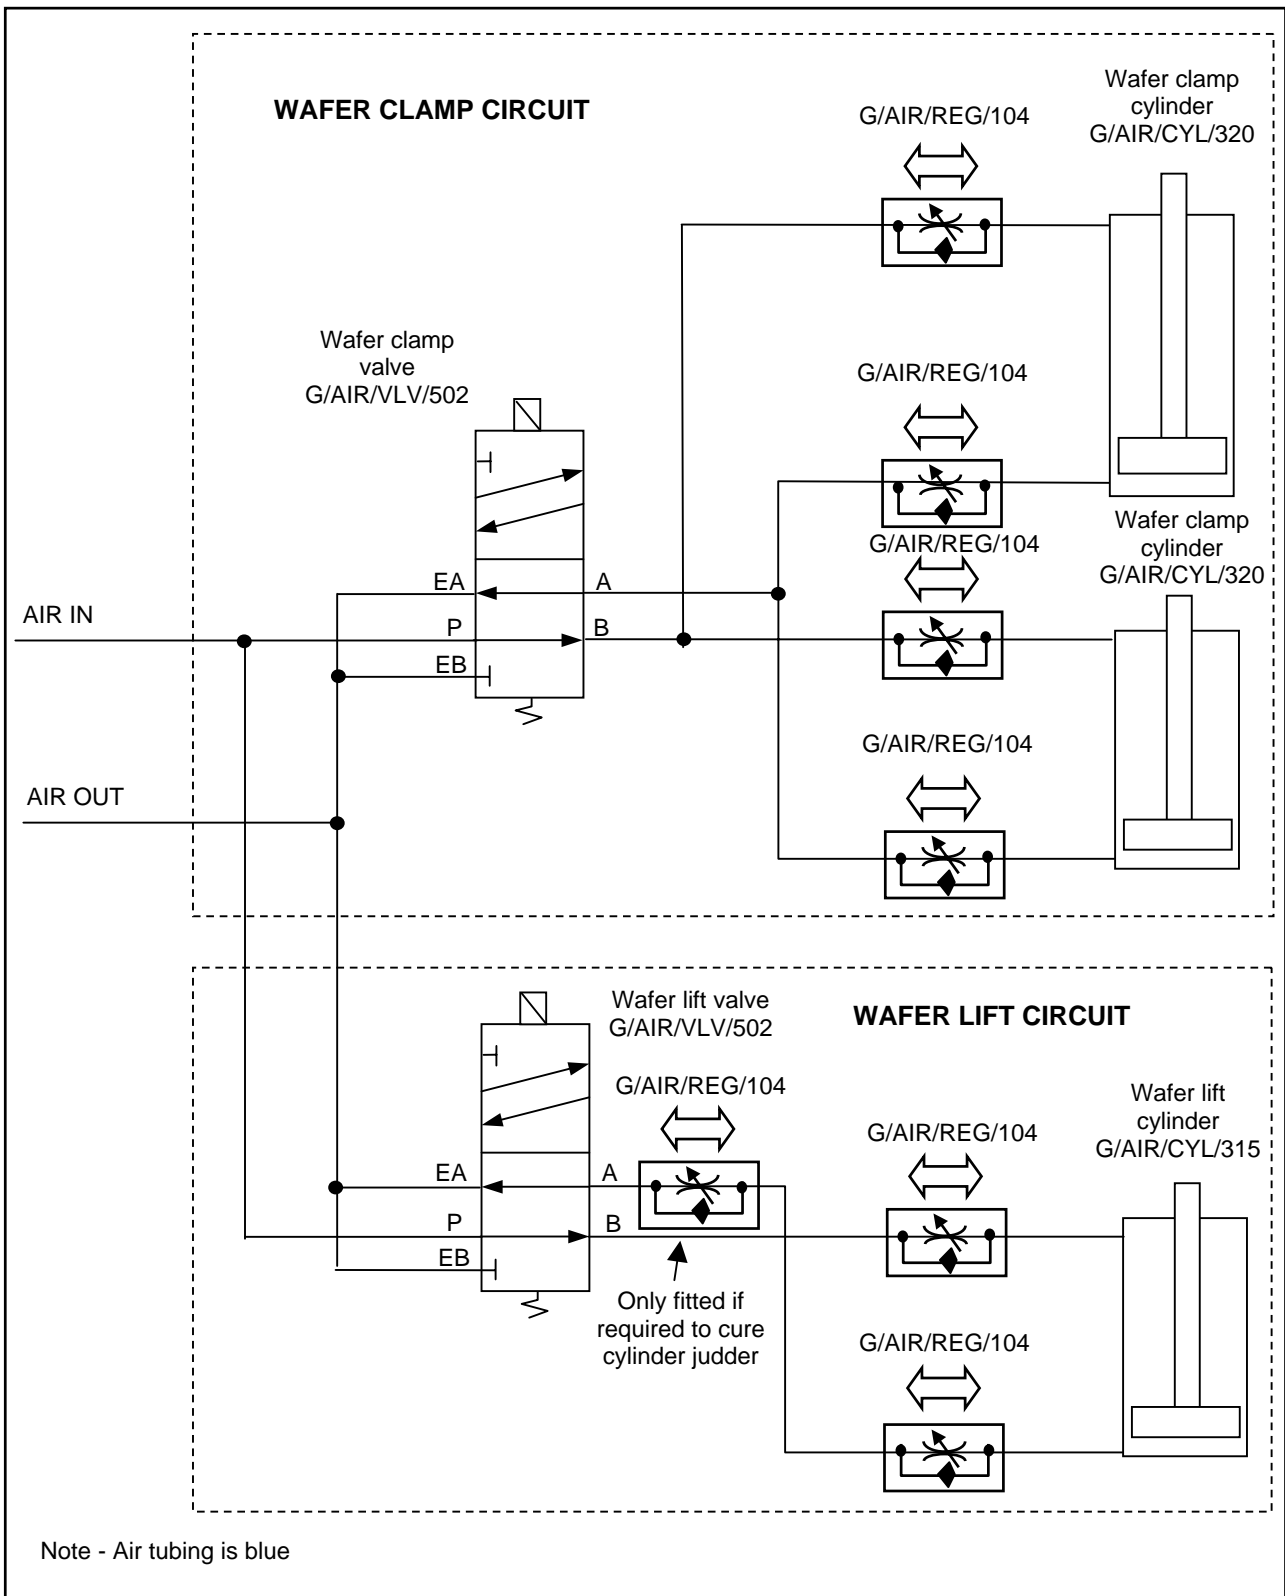 WAFER CLAMP CIRCUIT
G/AIR/REG/104
Wafer clamp
cylinder
G/AIR/CYL/320
Wafer clamp
valve
G/AIR/VLV/502
G/AIR/REG/104
Wafer clamp
cylinder
G/AIR/CYL/320
G/AIR/REG/104
EA
A
AIR IN
P
B
EB
G/AIR/REG/104
AIR OUT
Wafer lift valve
G/AIR/VLV/502
WAFER LIFT CIRCUIT
G/AIR/REG/104
Wafer lift
cylinder
G/AIR/CYL/315
G/AIR/REG/104
EA
A
P
B
EB
Only fitted if
required to cure
cylinder judder
G/AIR/REG/104
Note - Air tubing is blue